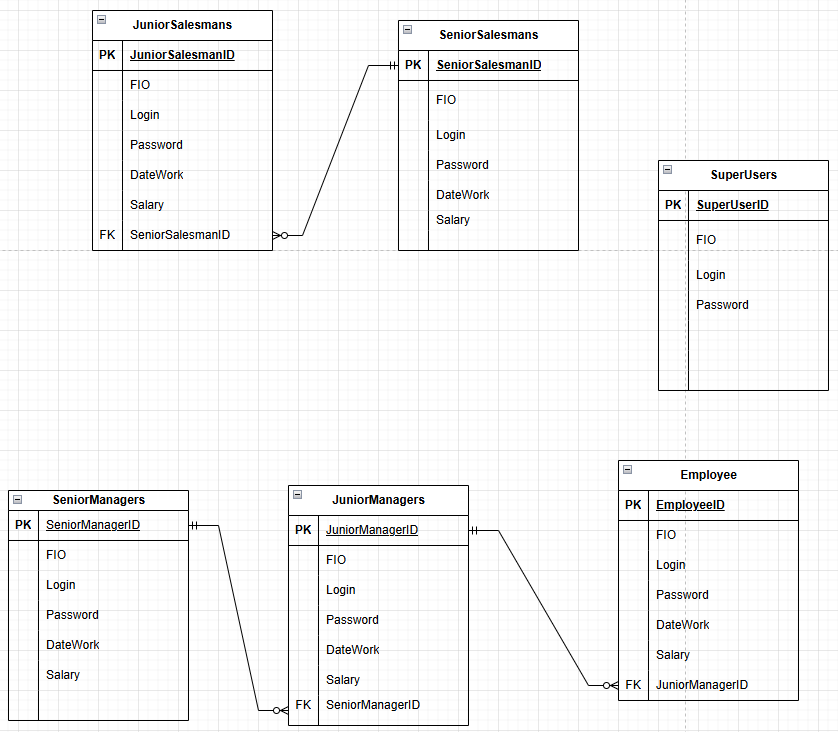 JuniorSalesmans
PK JuniorSalesmanID
FIO
Login
Password
DateWork
Salary
FK SeniorSalesmanID
SeniorSalesmans
PK SeniorSalesmanID
FIO
Login
Password
DateWork
Salary
SuperUsers
PK SuperUserID
FIO
Login
Password
SeniorManagers
PK SeniorManagerID
FIO
Login
Password
DateWork
Salary
JuniorManagers
PK JuniorManagerID
FIO
Login
Password
DateWork
Salary
FK SeniorManagerID
Employee
PK EmployeeID
FIO
Login
Password
DateWork
Salary
FK JuniorManagerID